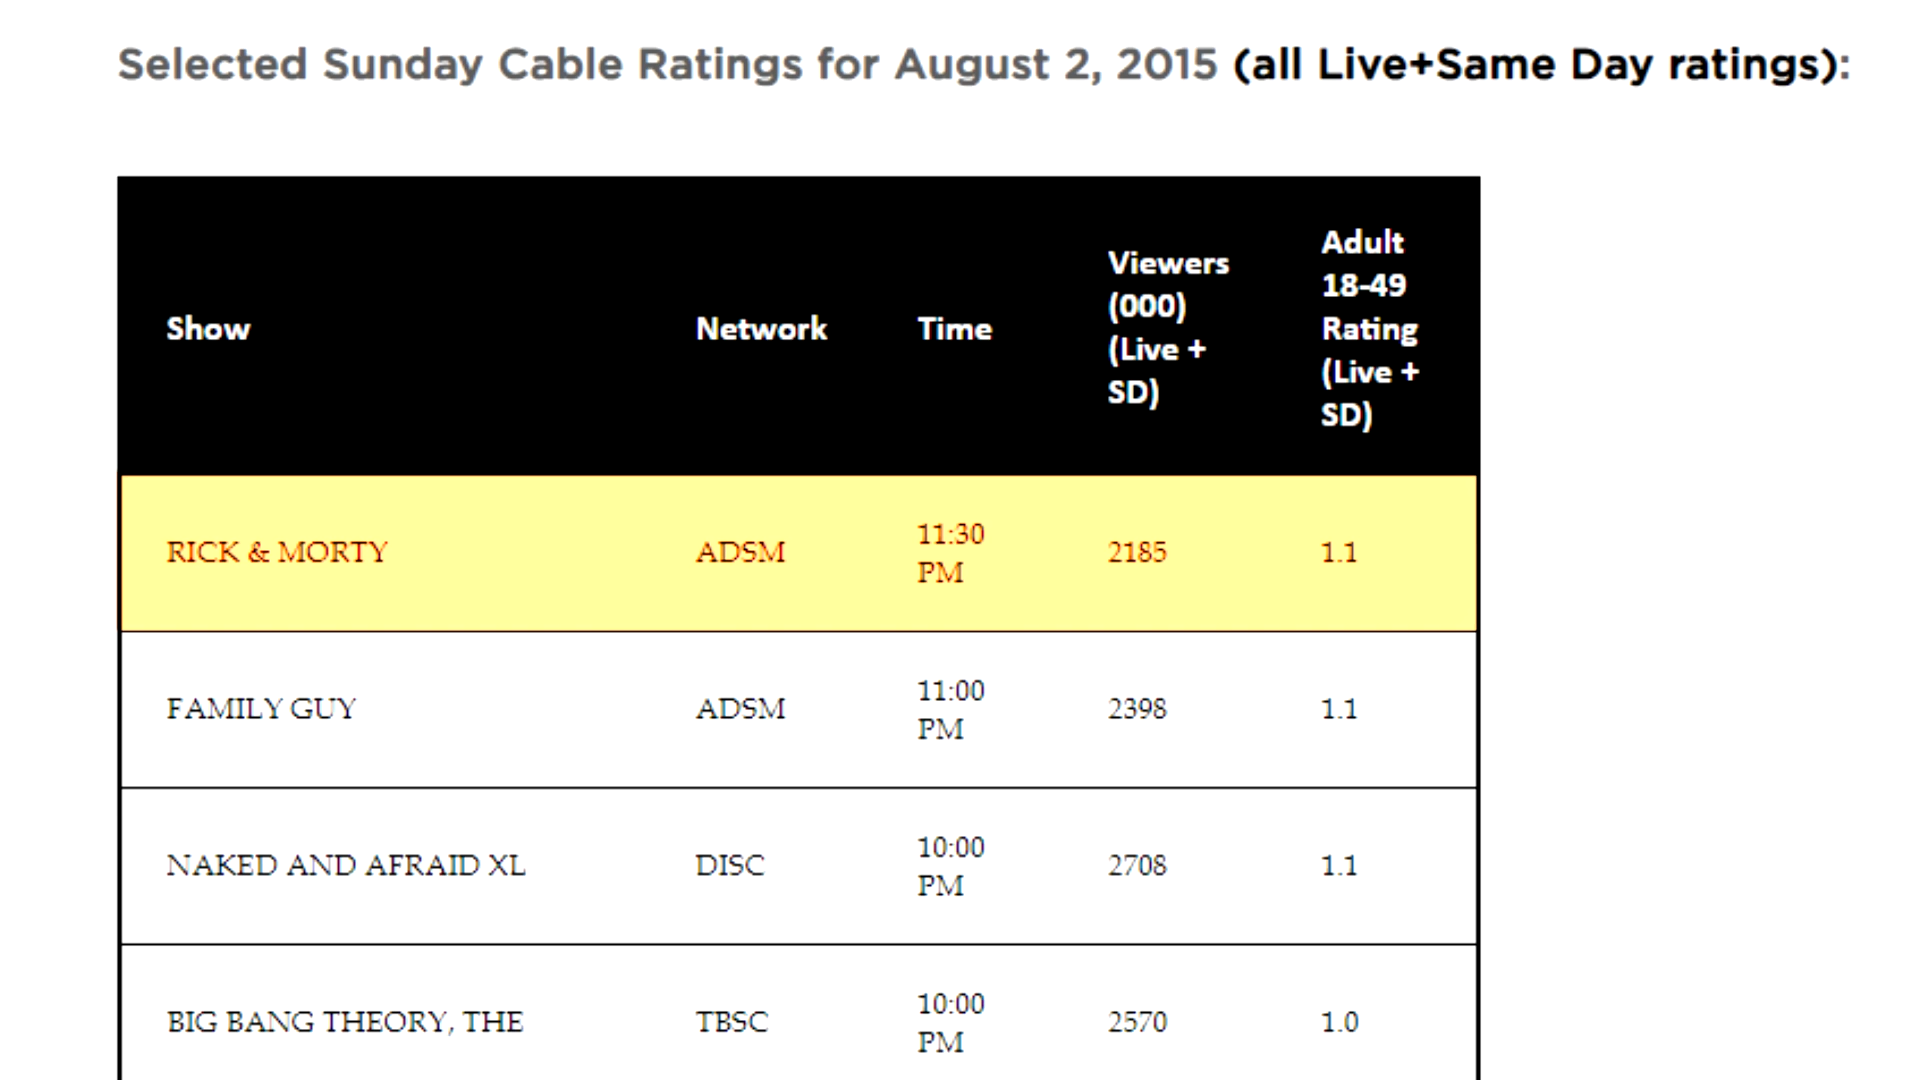 Selected Sunday Cable Ratings for August 2, 2015 (all Live+Same Day ratings):
Show
Network
Time
Viewers
(000)
(Live +
SD)
Adult
18-49
Rating
(Live +
SD)
RICK & MORTY
ADSM
11:30
PM
2185
1.1
FAMILY GUY
ADSM
11:00
PM
2398
1.1
NAKED AND AFRAID XL
DISC
10:00
PM
2708
1.1
BIG BANG THEORY, THE
TBSC
10:00
PM
2570
1.0